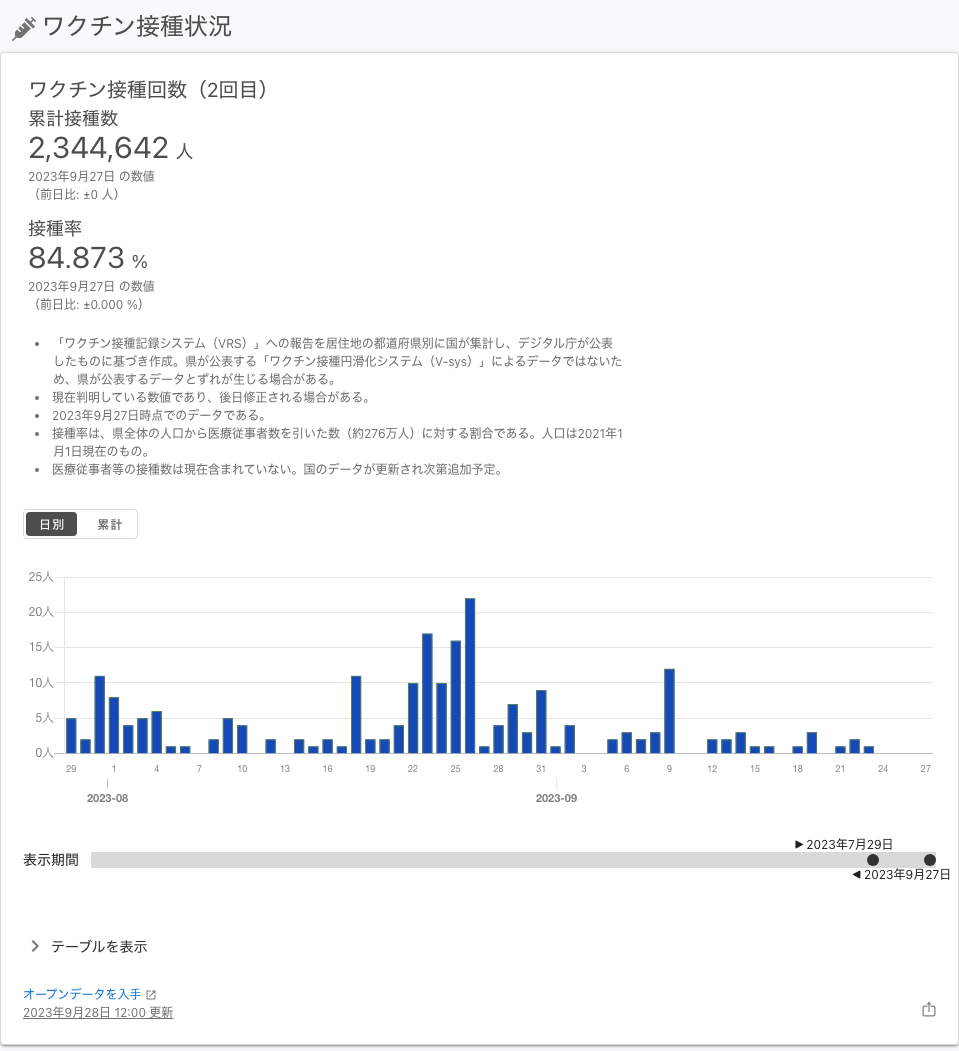 ワクチン接種状況
ワクチン接種回数（2回目）
累計接種数
2,344,642 人
2023年9月27日 の数値
（前日比: ±0 人）
接種率
84.873 %
2023年9月27日 の数値
（前日比: ±0.000 %）
• 「ワクチン接種記録システム（VRS）」への報告を居住地の都道府県別に国が集計し、デジタル庁が公表
したものに基づき作成。県が公表する「ワクチン接種円滑化システム（V-sys）」によるデータではないた
め、県が公表するデータとずれが生じる場合がある。
• 現在判明している数値であり、後日修正される場合がある。
• 2023年9月27日時点でのデータである。
• 接種率は、県全体の人口から医療従事者数を引いた数（約276万人）に対する割合である。人口は2021年1
月1日現在のもの。
• 医療従事者等の接種数は現在含まれていない。国のデータが更新され次第追加予定。
日別 累計
25人
20人
15人
10人
5人
0人
29 1 4 7 10 13 16 19 22 25 28 31 3 6 9 12 15 18 21 24 27
2023-08 2023-09
▶ 2023年7月29日
表示期間
◀ 2023年9月27日
テーブルを表示
オープンデータを入手
2023年9月28日 12:00 更新